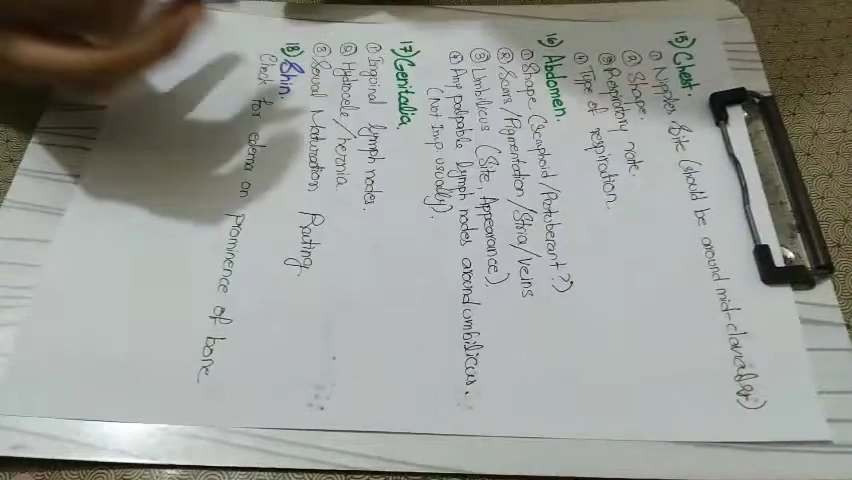 15) Chest.
① Nipples Site (should be around mid-clavicular)
② Shape.
③ Respiratory rate.
④ Type of respiration.
16) Abdomen.
① Shape (Scaphoid/Protuberant?)
② Scars/Pigmentation/Stria/Veins
③ Umbilicus (Site, Appearance).
④ Any palpable lymph nodes around umbilicus.
(Not Imp usually).
17) Genitalia.
① Inguinal lymph nodes.
② Hydrocele/hernia.
③ Sexual Maturation Rating.
18) Shin.
Check for edema on prominence of bone